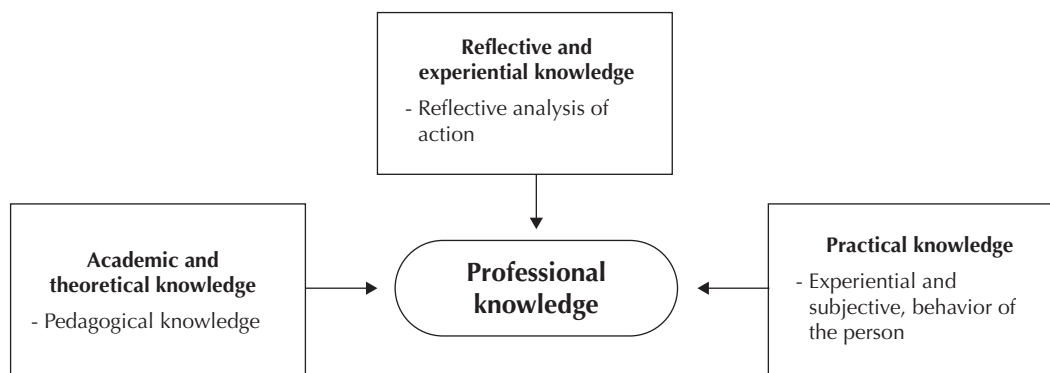 Reflective and
experiential knowledge
- Reflective analysis of
action
Academic and
theoretical knowledge
- Pedagogical knowledge
Professional
knowledge
Practical knowledge
- Experiential and
subjective, behavior of
the person